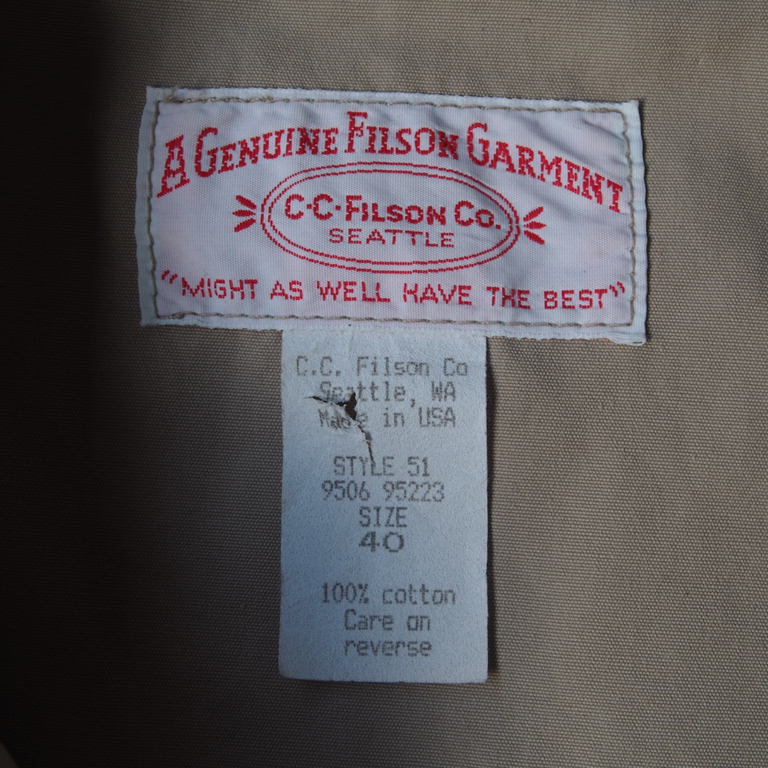 A GENUINE FILSON GARMENT
C-C-FILSON CO.
SEATTLE
"MIGHT AS WELL HAVE THE BEST"
C.C. Filson Co
Seattle, WA
Made in USA
STYLE 51
9506 95223
SIZE
40
100% cotton
Care on
reverse